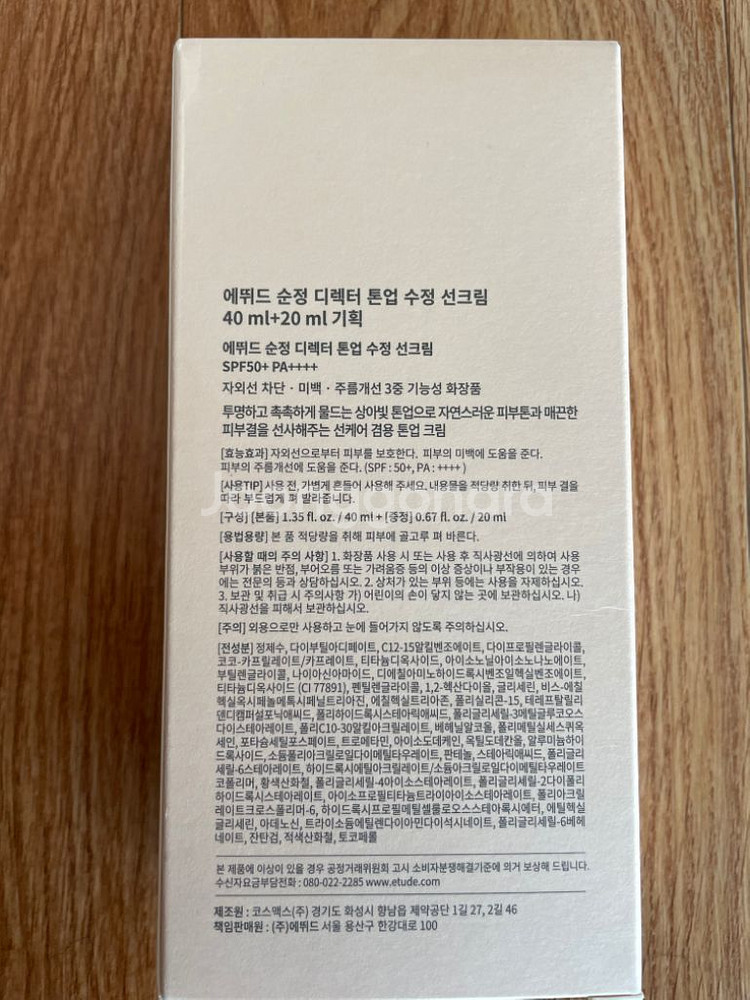 에뛰드 순정 디렉터 톤업 수정 선크림
40 ml+20 ml 기획
에뛰드 순정 디렉터 톤업 수정 선크림
SPF50+ PA++++
자외선 차단 · 미백 · 주름개선 3중 기능성 화장품
투명하고 촉촉하게 물드는 상아빛 톤업으로 자연스러운 피부톤과 매끈한
피부결을 선사해주는 선케어 겸용 톤업 크림
[효능효과] 자외선으로부터 피부를 보호한다. 피부의 미백에 도움을 준다.
피부의 주름개선에 도움을 준다. (SPF : 50+, PA : ++++ )
[사용TIP] 사용 전, 가볍게 흔들어 사용해 주세요. 내용물을 적당량 취한 뒤, 피부 결을
따라 부드럽게 펴 발라줍니다.
[구성] [본품] 1.35 fl. oz. / 40 ml + [증정] 0.67 fl. oz. / 20 ml
[용법용량] 본 품 적당량을 취해 피부에 골고루 펴 바른다.
[사용할 때의 주의 사항] 1. 화장품 사용 시 또는 사용 후 직사광선에 의하여 사용
부위가 붉은 반점, 부어오름 또는 가려움증 등의 이상 증상이나 부작용이 있는 경우
에는 전문의 등과 상담하십시오. 2. 상처가 있는 부위 등에는 사용을 자제하십시오.
3. 보관 및 취급 시 주의사항 가) 어린이의 손이 닿지 않는 곳에 보관하십시오. 나)
직사광선을 피해서 보관하십시오.
[주의] 외용으로만 사용하고 눈에 들어가지 않도록 주의하십시오.
[전성분] 정제수, 다이부틸아디페이트, C12-15알킬벤조에이트, 다이프로필렌글라이콜,
코코-카프릴레이트/카프레이트, 티타늄디옥사이드, 아이소노닐아이소노나노에이트,
부틸렌글라이콜, 나이아신아마이드, 디에칠아미노하이드록시벤조일헥실벤조에이트,
티타늄디옥사이드 (CI 77891), 펜틸렌글라이콜, 1,2-헥산다이올, 글리세린, 비스-에칠
헥실옥시페놀메톡시페닐트리아진, 에칠헥실트리아존, 폴리실리콘-15, 테레프탈릴리
덴디캠퍼설포닉애씨드, 폴리하이드록시스테아릭애씨드, 폴리글리세릴-3메틸글루코오스
다이스테아레이트, 폴리C10-30알킬아크릴레이트, 베헤닐알코올, 폴리메틸실세스퀴옥
세인, 포타슘세틸포스페이트, 트로메타민, 아이소도데케인, 옥틸도데칸올, 알루미늄하이
드록사이드, 소듐폴리아크릴로일다이메틸타우레이트, 판테놀, 스테아릭애씨드, 폴리글리
세릴-6스테아레이트, 하이드록시에틸아크릴레이트/소듐아크릴로일다이메틸타우레이트
코폴리머, 황색산화철, 폴리글리세릴-4아이소스테아레이트, 폴리글리세릴-2다이폴리
하이드록시스테아레이트, 아이소프로필티타늄트라이아이소스테아레이트, 폴리아크릴
레이트크로스폴리머-6, 하이드록시프로필메틸셀룰로오스스테아록시에터, 에틸헥실
글리세린, 아데노신, 트라이소듐에틸렌다이아민다이석시네이트, 폴리글리세릴-6베헤
네이트, 잔탄검, 적색산화철, 토코페롤
본 제품에 이상이 있을 경우 공정거래위원회 고시 소비자분쟁해결기준에 의거 보상해 드립니다.
수신자요금부담전화 : 080-022-2285 www.etude.com
제조원 : 코스맥스(주) 경기도 화성시 향남읍 제약공단 1길 27, 2길 46
책임판매원 : (주)에뛰드 서울 용산구 한강대로 100